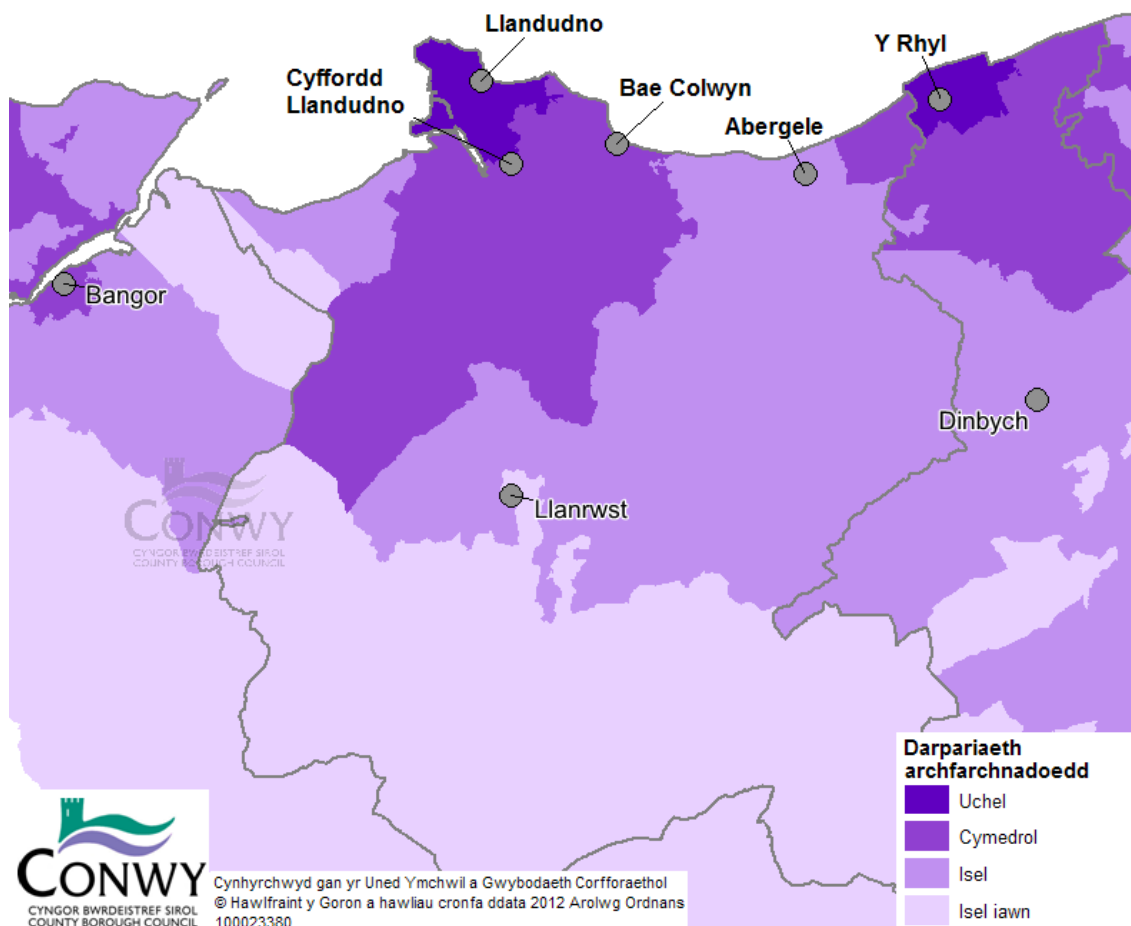 Llandudno
Cyffordd
Llandudno
Bae Colwyn
Y Rhyl
Abergele
Bangor
Dinbych
CONWY
CYNGOR BWRDEISTREF SIROL
COUNTY BOROUGH COUNCIL
Llanrwst
Darpariaeth
archfarchnadoedd
Uchel
Cymedrol
Isel
Isel iawn
CONWY
CYNGOR BWRDEISTREF SIROL
COUNTY BOROUGH COUNCIL
Cynhyrchwyd gan yr Uned Ymchwil a Gwybodaeth Corfforaethol
© Hawlfraint y Goron a hawliau cronfa ddata 2012 Arolwg Ordnans
100023380